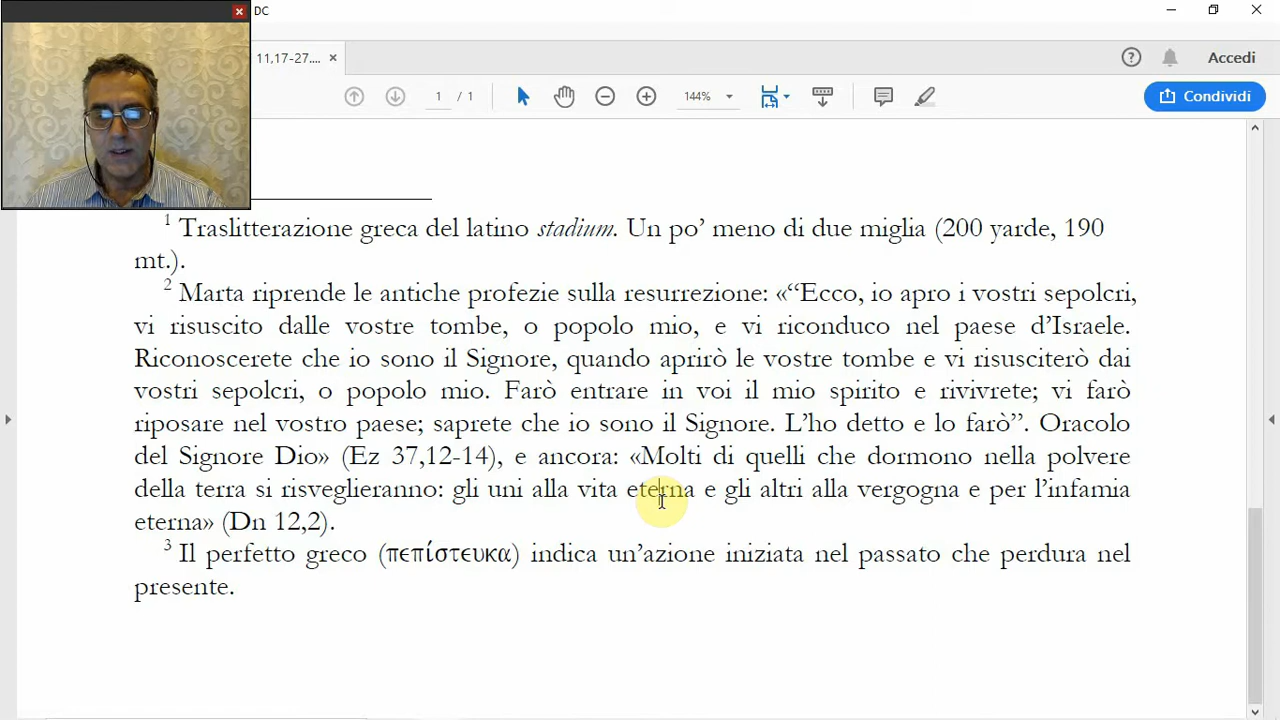 DC
11,17-27....
Accedi
1 / 1
144%
Condividi
1 Traslitterazione greca del latino stadium. Un po’ meno di due miglia (200 yarde, 190
mt.).
2 Marta riprende le antiche profezie sulla resurrezione: «“Ecco, io apro i vostri sepolcri,
vi risuscito dalle vostre tombe, o popolo mio, e vi riconduco nel paese d’Israele.
Riconoscerete che io sono il Signore, quando aprirò le vostre tombe e vi risusciterò dai
vostri sepolcri, o popolo mio. Farò entrare in voi il mio spirito e rivivrete; vi farò
riposare nel vostro paese; saprete che io sono il Signore. L’ho detto e lo farò”. Oracolo
del Signore Dio» (Ez 37,12-14), e ancora: «Molti di quelli che dormono nella polvere
della terra si risveglieranno: gli uni alla vita eterna e gli altri alla vergogna e per l’infamia
eterna» (Dn 12,2).
3 Il perfetto greco (πεπίστευκα) indica un’azione iniziata nel passato che perdura nel
presente.